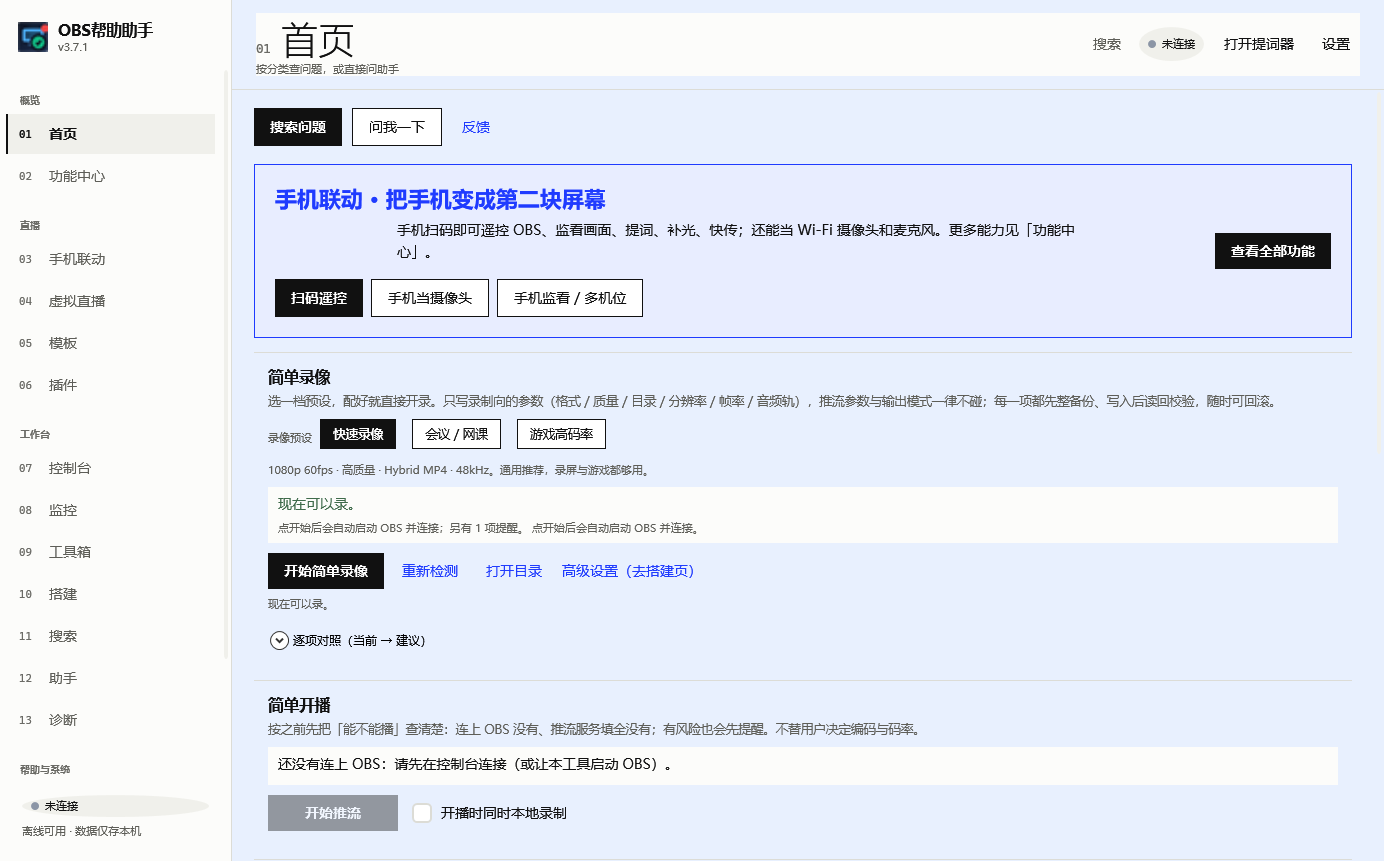 OBS帮助助手
v3.7.1
概览
01 首页
02 功能中心
直播
03 手机联动
04 虚拟直播
05 模板
06 插件
工作台
07 控制台
08 监控
09 工具箱
10 搭建
11 搜索
12 助手
13 诊断
帮助与系统
未连接
离线可用 · 数据仅存本机
01 首页
按分类查问题，或直接问助手
搜索 未连接 打开提词器 设置
搜索问题 问我一下 反馈
手机联动 · 把手机变成第二块屏幕
手机扫码即可遥控 OBS、监看画面、提词、补光、快传；还能当 Wi-Fi 摄像头和麦克风。更多能力见「功能中
心」。
查看全部功能
扫码遥控 手机当摄像头 手机监看 / 多机位
简单录像
选一档预设，配好就直接开录。只写录制向的参数（格式 / 质量 / 目录 / 分辨率 / 帧率 / 音频轨），推流参数与输出模式一律不碰；每一项都先整备份、写入后读回校验，随时可回滚。
录像预设 快速录像 会议 / 网课 游戏高码率
1080p 60fps · 高质量 · Hybrid MP4 · 48kHz。通用推荐，录屏与游戏都够用。
现在可以录。
点开始后会自动启动 OBS 并连接；另有 1 项提醒。 点开始后会自动启动 OBS 并连接。
开始简单录像 重新检测 打开目录 高级设置（去搭建页）
现在可以录。
逐项对照（当前 → 建议）
简单开播
按之前先把「能不能播」查清楚：连上 OBS 没有、推流服务填全没有；有风险也会先提醒。不替用户决定编码与码率。
还没有连上 OBS：请先在控制台连接（或让本工具启动 OBS）。
开始推流 开播时同时本地录制